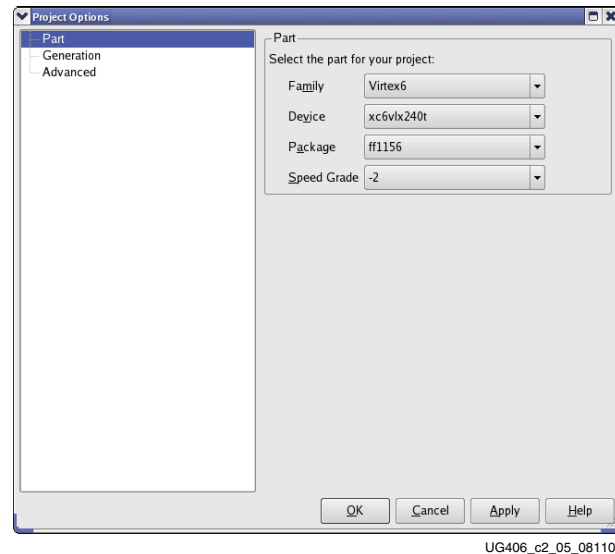 Project Options
Part
Generation
Advanced
Part
Select the part for your project:
Family Virtex6
Device xc6vlx240t
Package ff1156
Speed Grade -2
OK Cancel Apply Help
UG406_c2_05_08110